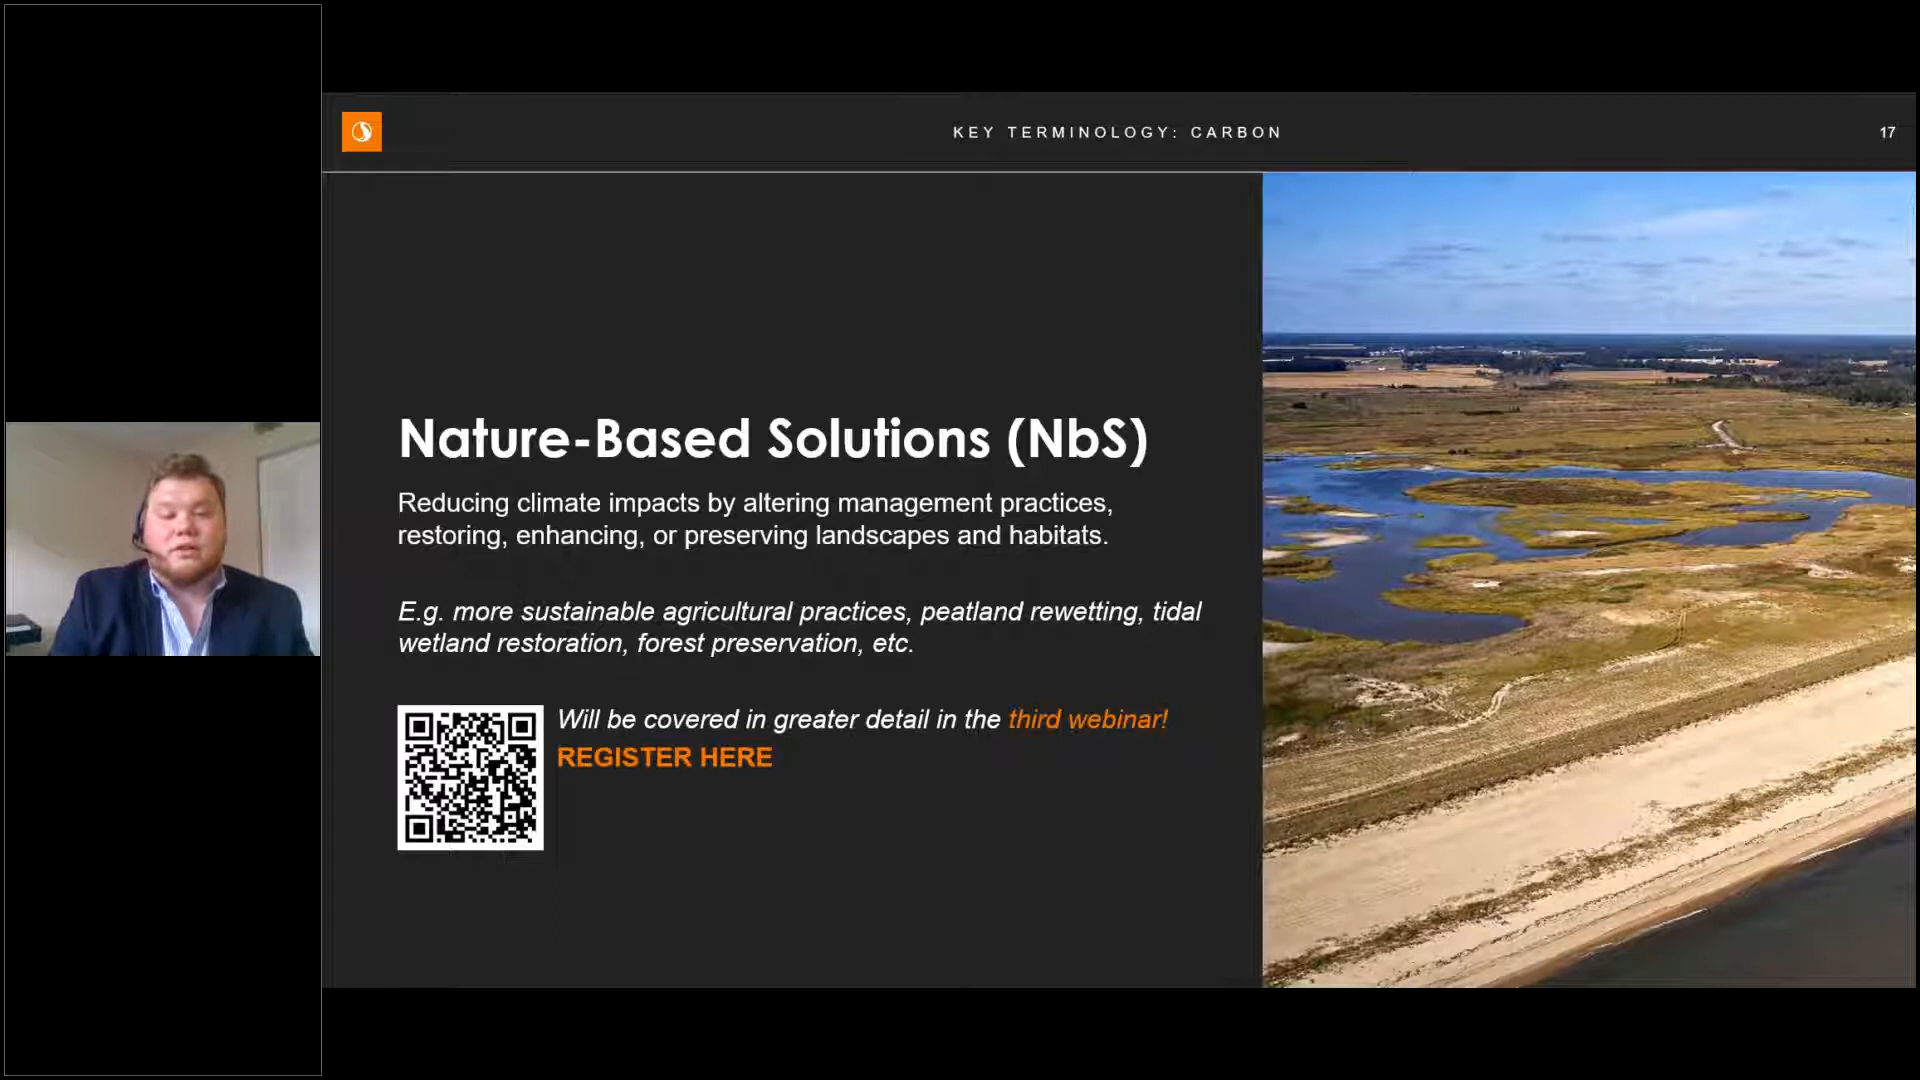 KEY TERMINOLOGY: CARBON
17
Nature-Based Solutions (NbS)
Reducing climate impacts by altering management practices,
restoring, enhancing, or preserving landscapes and habitats.
E.g. more sustainable agricultural practices, peatland rewetting, tidal
wetland restoration, forest preservation, etc.
Will be covered in greater detail in the third webinar!
REGISTER HERE